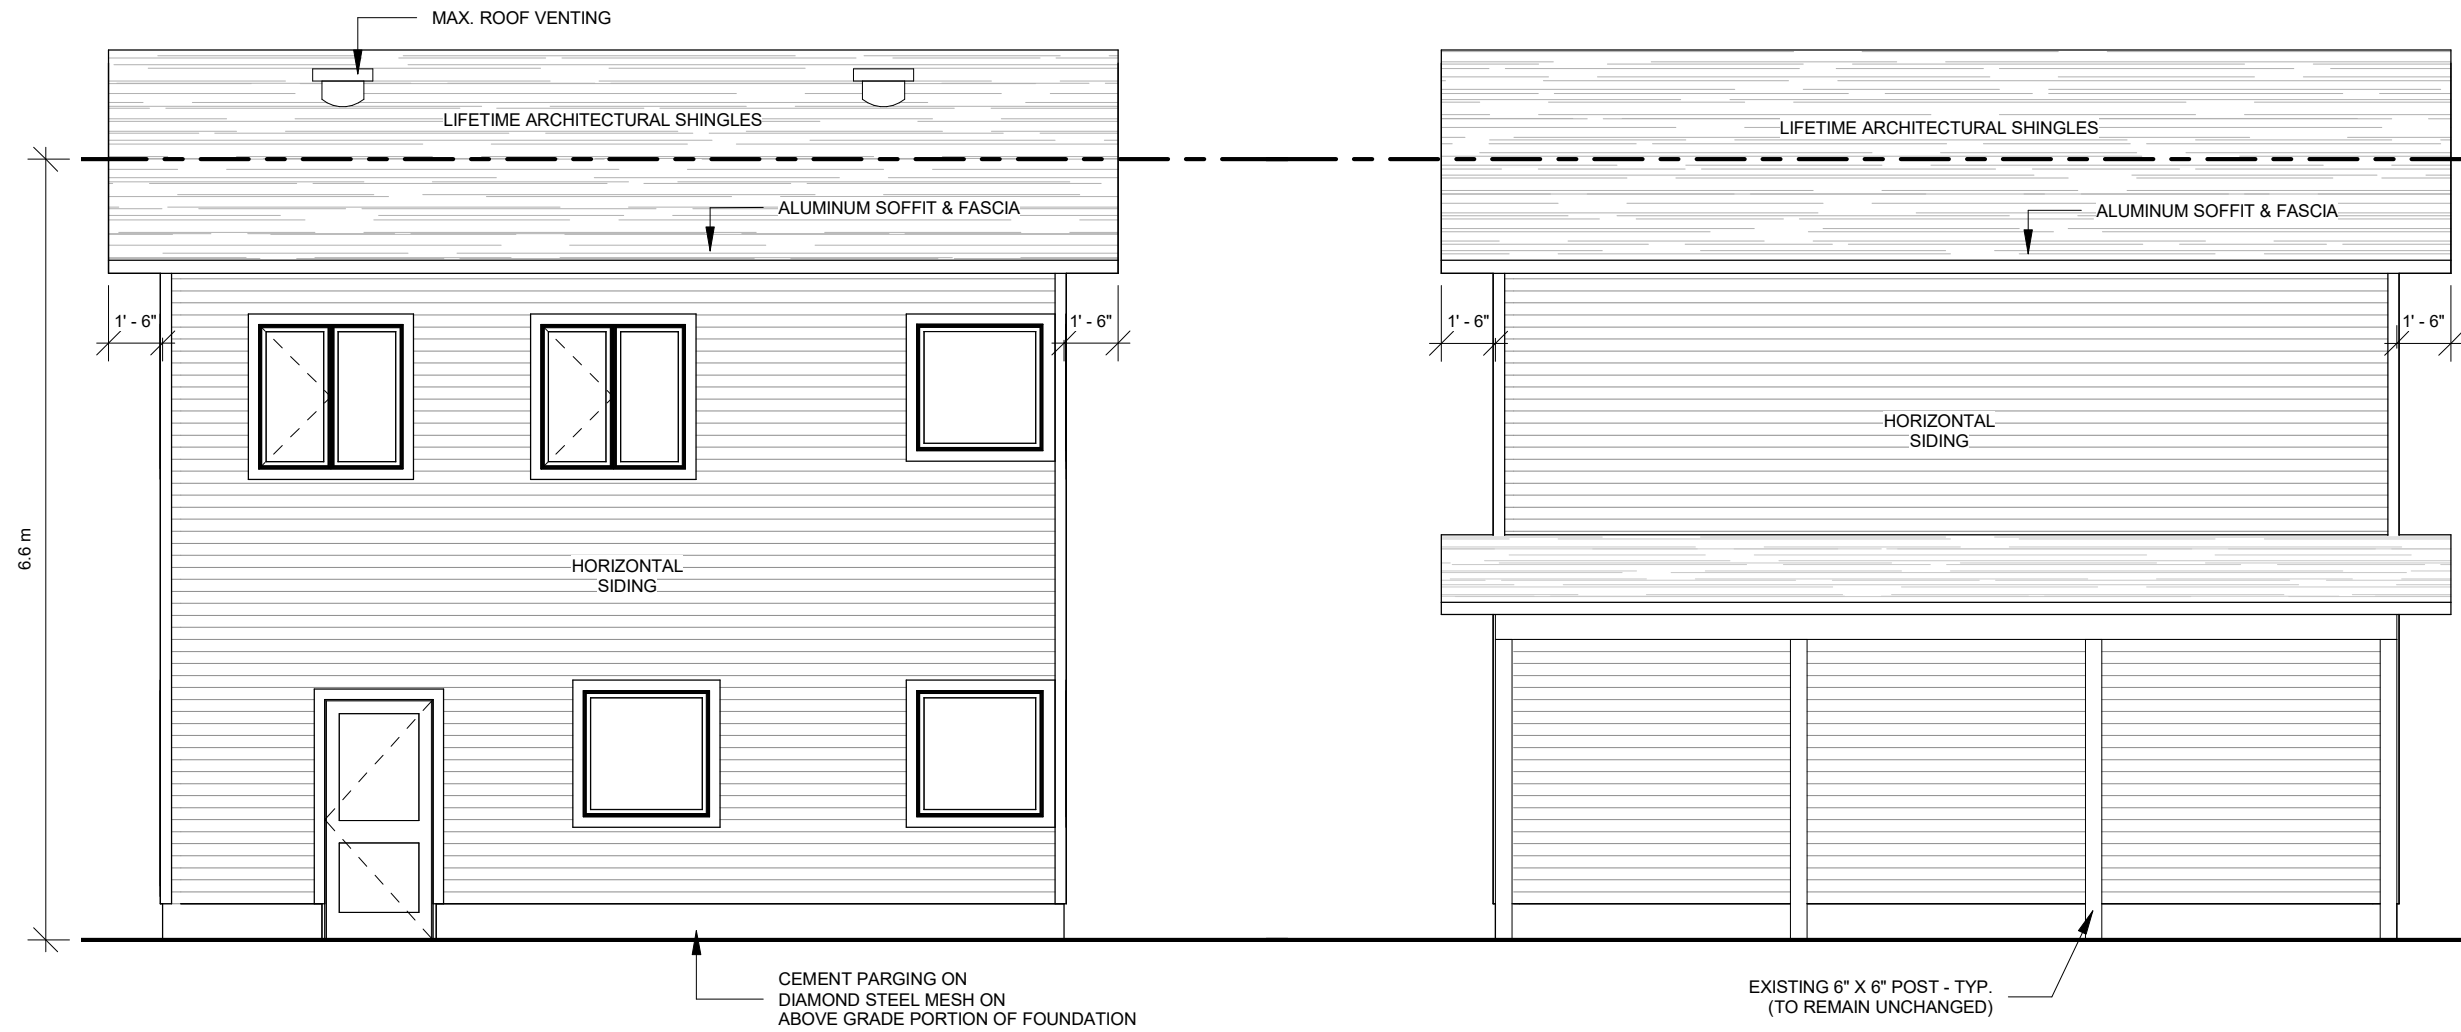 MAX. ROOF VENTING
LIFETIME ARCHITECTURAL SHINGLES
ALUMINUM SOFFIT & FASCIA
1' - 6"
1' - 6"
6.6 m
HORIZONTAL
SIDING
CEMENT PARGING ON
DIAMOND STEEL MESH ON
ABOVE GRADE PORTION OF FOUNDATION
LIFETIME ARCHITECTURAL SHINGLES
ALUMINUM SOFFIT & FASCIA
1' - 6"
1' - 6"
HORIZONTAL
SIDING
EXISTING 6" X 6" POST - TYP.
(TO REMAIN UNCHANGED)